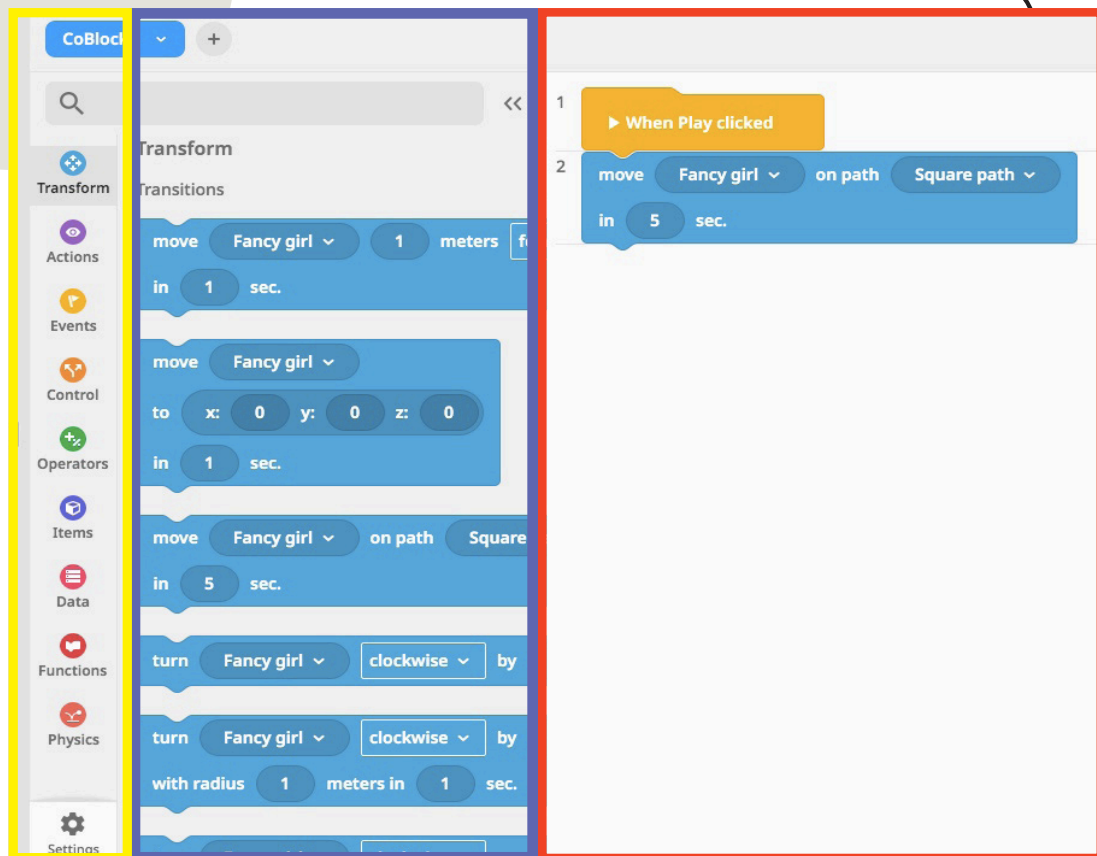 CoBlock
+
Transform
Actions
Events
Control
Operators
Items
Data
Functions
Physics
Settings
Transform
Transitions
move Fancy girl 1 meters f
in 1 sec.
move Fancy girl
to x: 0 y: 0 z: 0
in 1 sec.
move Fancy girl on path Square
in 5 sec.
turn Fancy girl clockwise by
turn Fancy girl clockwise by
with radius 1 meters in 1 sec.
1
When Play clicked
2
move Fancy girl on path Square path
in 5 sec.